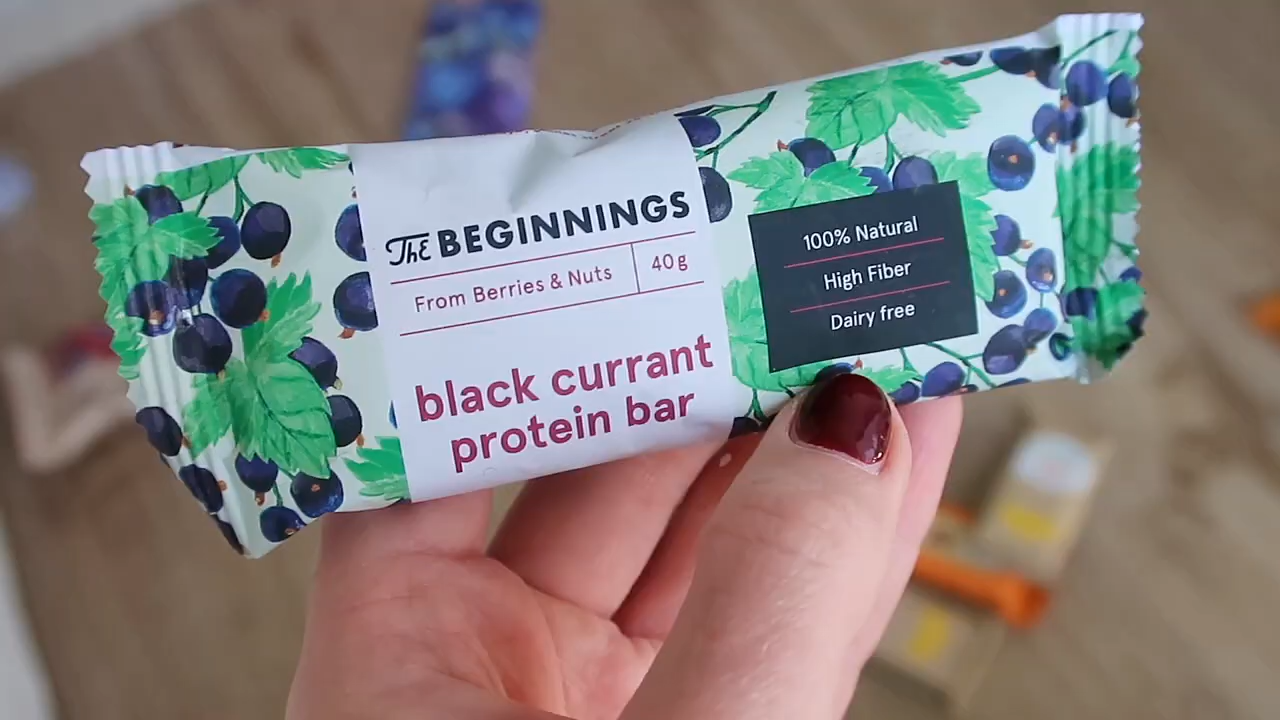 The BEGINNINGS
From Berries & Nuts
40g
black currant
protein bar
100% Natural
High Fiber
Dairy free